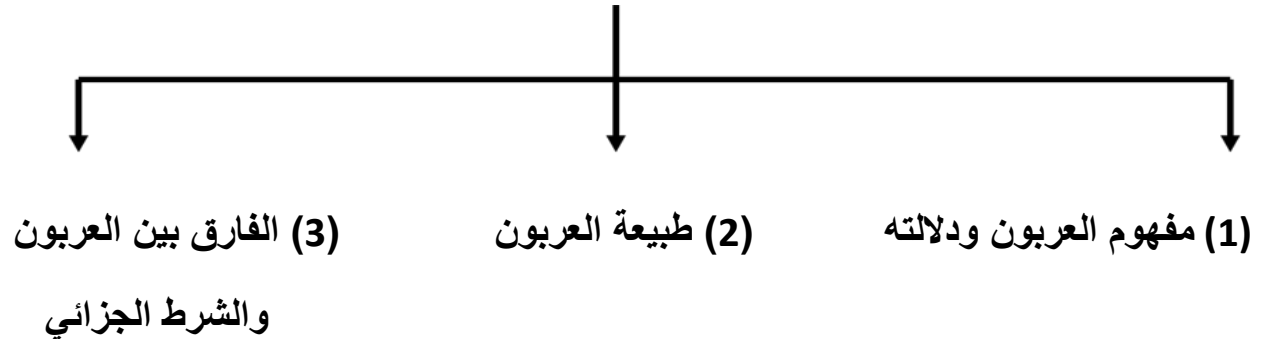 (1) مفهوم العربون ودلالته
(2) طبيعة العربون
(3) الفارق بين العربون
والشرط الجزائي